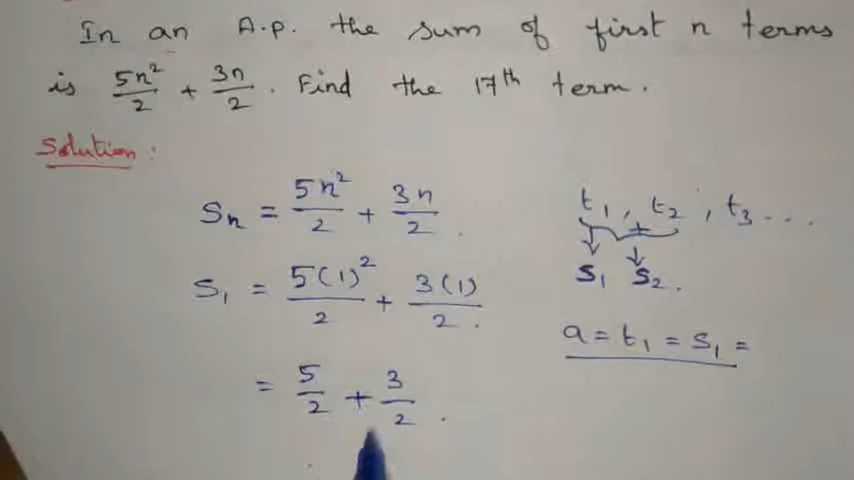 In an A.p. the sum of first n terms
is 5n²/2 + 3n/2. Find the 17th term.
Solution:
Sn = 5n²/2 + 3n/2.
S1 = 5(1)²/2 + 3(1)/2.
= 5/2 + 3/2.
t1, t2, t3...
+
S1 S2.
a = t1 = S1 =